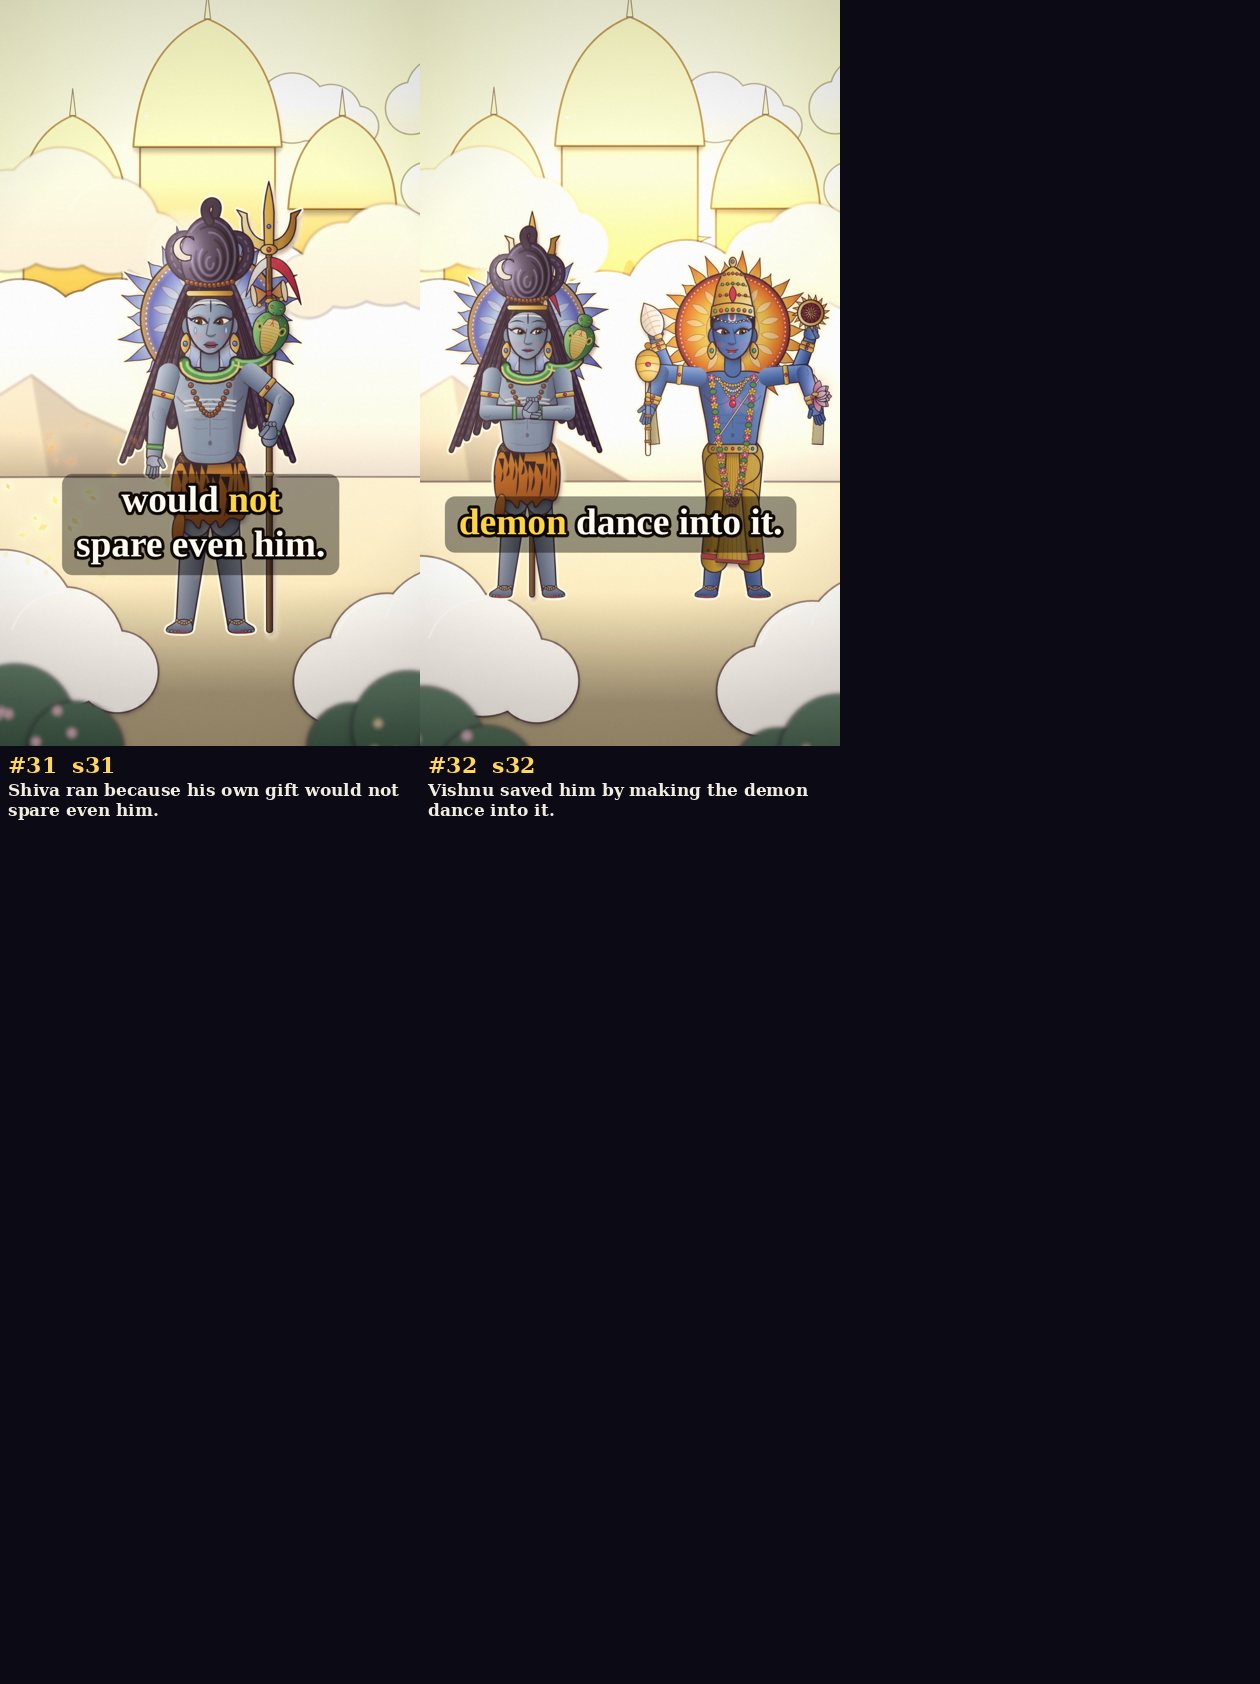 would not
spare even him.
demon dance into it.
#31 s31
Shiva ran because his own gift would not
spare even him.
#32 s32
Vishnu saved him by making the demon
dance into it.